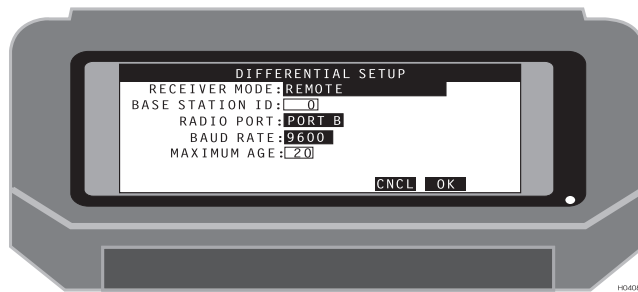 DIFFERENTIAL SETUP
RECEIVER MODE:REMOTE
BASE STATION ID: 0
RADIO PORT:PORT B
BAUD RATE:9600
MAXIMUM AGE: 20
CNCL OK